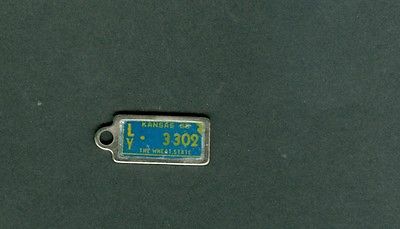 KANSAS
LY • 3302
THE WHEAT STATE